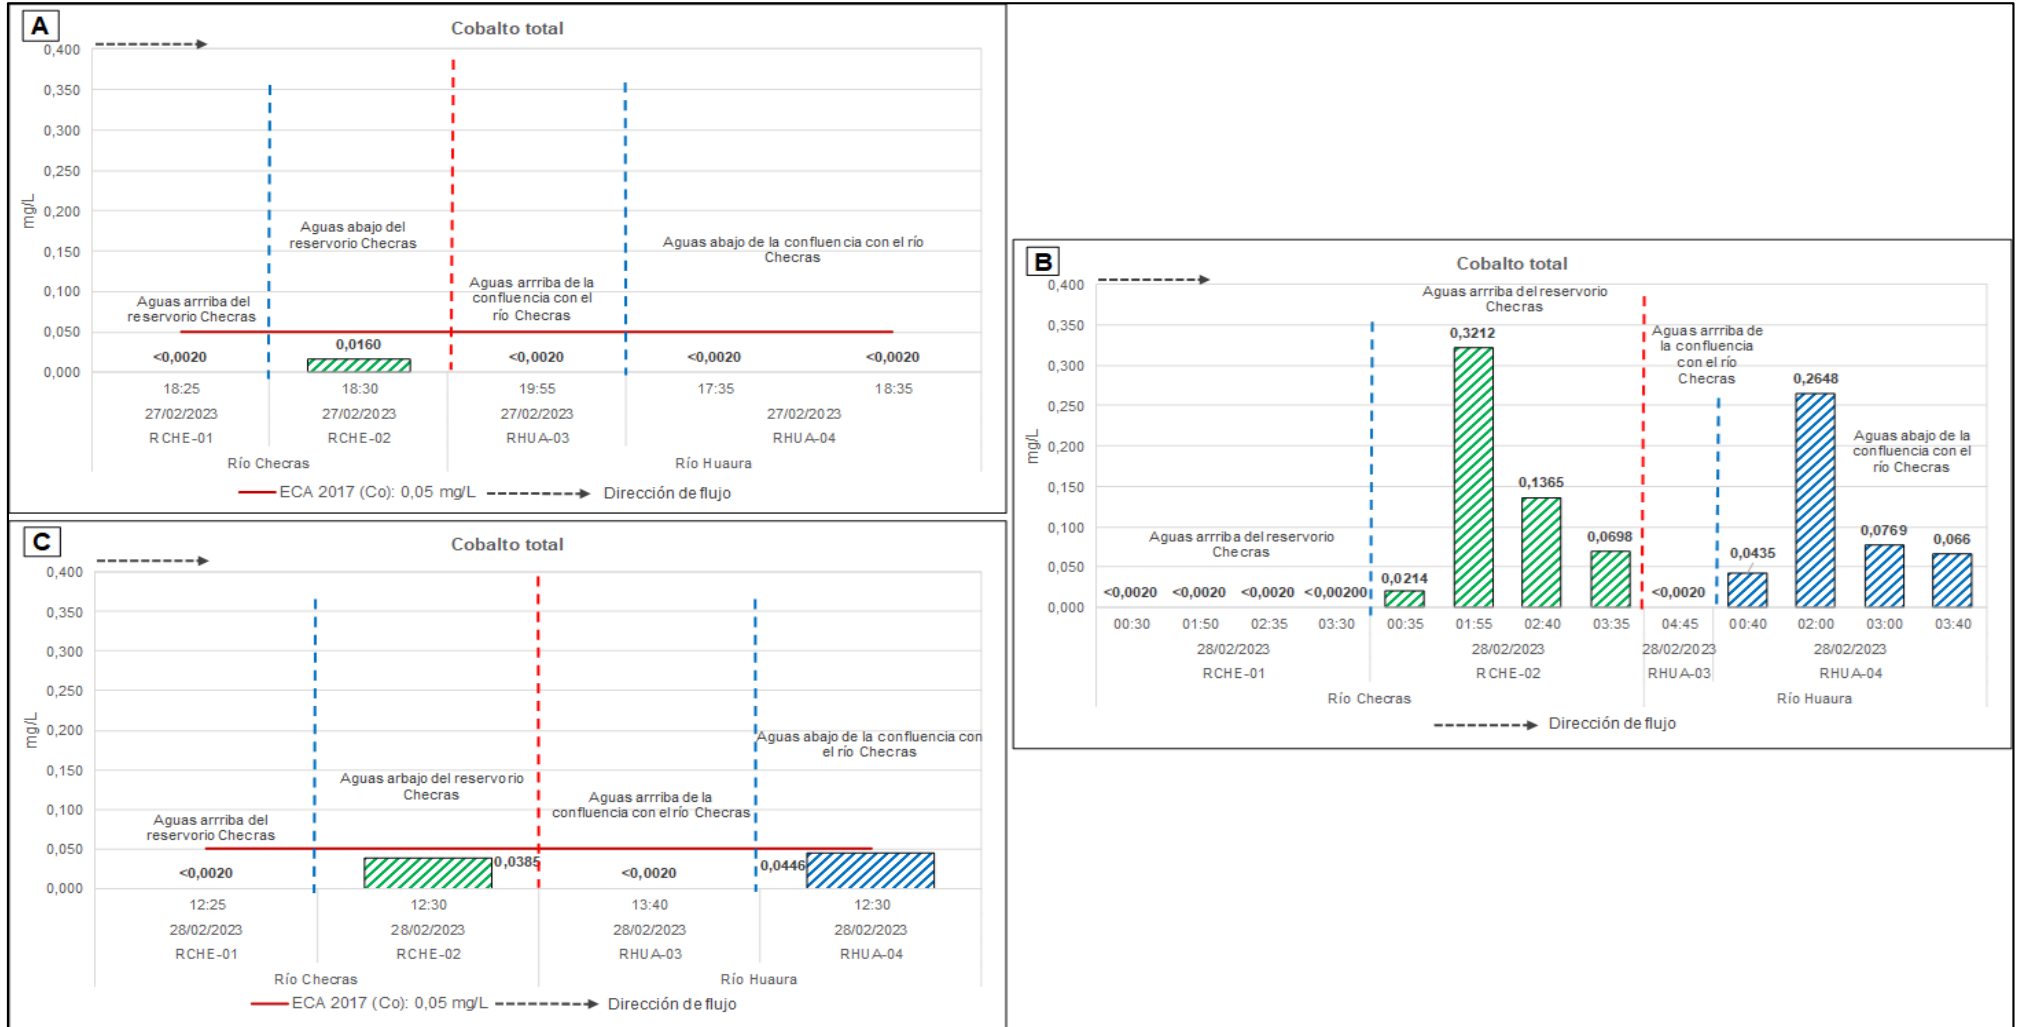 A
Cobalto total
0,400
0,350
0,300
0,250
0,200
0,150
0,100
0,050
0,000
mg/L
Aguas arrriba del
reservorio Checras
Aguas abajo del
reservorio Checras
Aguas arrriba de la
confluencia con el
río Checras
Aguas abajo de la confluencia con el río
Checras
<0,0020
0,0160
<0,0020
<0,0020
<0,0020
18:25
18:30
19:55
17:35
18:35
27/02/2023
27/02/2023
27/02/2023
27/02/2023
RCHE-01
RCHE-02
RHUA-03
RHUA-04
Río Checras
Río Huaura
ECA 2017 (Co): 0,05 mg/L
Dirección de flujo
B
Cobalto total
0,400
0,350
0,300
0,250
0,200
0,150
0,100
0,050
0,000
mg/L
Aguas arrriba del reservorio
Checras
Aguas arrriba del reservorio
Checras
Aguas arrriba de
la confluencia
con el río
Checras
Aguas abajo de la
confluencia con el
río Checras
<0,0020
<0,0020
<0,0020
<0,00200
0,0214
0,3212
0,1365
0,0698
<0,0020
0,0435
0,2648
0,0769
0,066
00:30
01:50
02:35
03:30
00:35
01:55
02:40
03:35
04:45
00:40
02:00
03:00
03:40
28/02/2023
28/02/2023
28/02/2023
28/02/2023
RCHE-01
RCHE-02
RHUA-03
RHUA-04
Río Checras
Río Huaura
Dirección de flujo
C
Cobalto total
0,400
0,350
0,300
0,250
0,200
0,150
0,100
0,050
0,000
mg/L
Aguas arrriba del
reservorio Checras
Aguas arbajo del reservorio
Checras
Aguas arrriba de la
confluencia con el río Checras
Aguas abajo de la confluencia con
el río Checras
<0,0020
0,0385
<0,0020
0,0446
12:25
12:30
13:40
12:30
28/02/2023
28/02/2023
28/02/2023
28/02/2023
RCHE-01
RCHE-02
RHUA-03
RHUA-04
Río Checras
Río Huaura
ECA 2017 (Co): 0,05 mg/L
Dirección de flujo